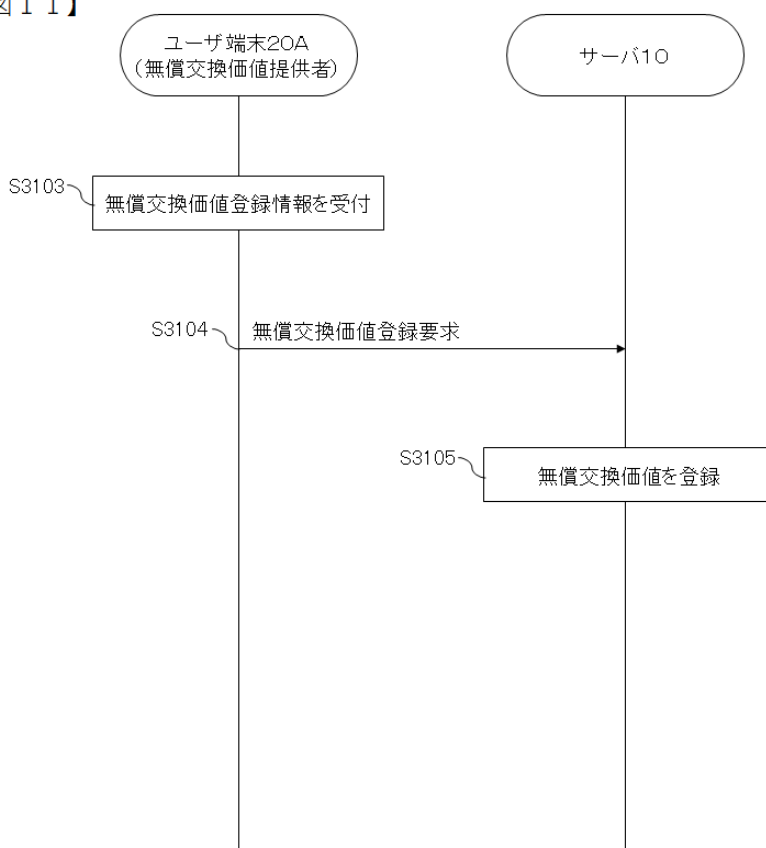 図１１】
ユーザ端末20A
(無償交換価値提供者)
サーバ10
S3103
無償交換価値登録情報を受付
S3104
無償交換価値登録要求
S3105
無償交換価値を登録